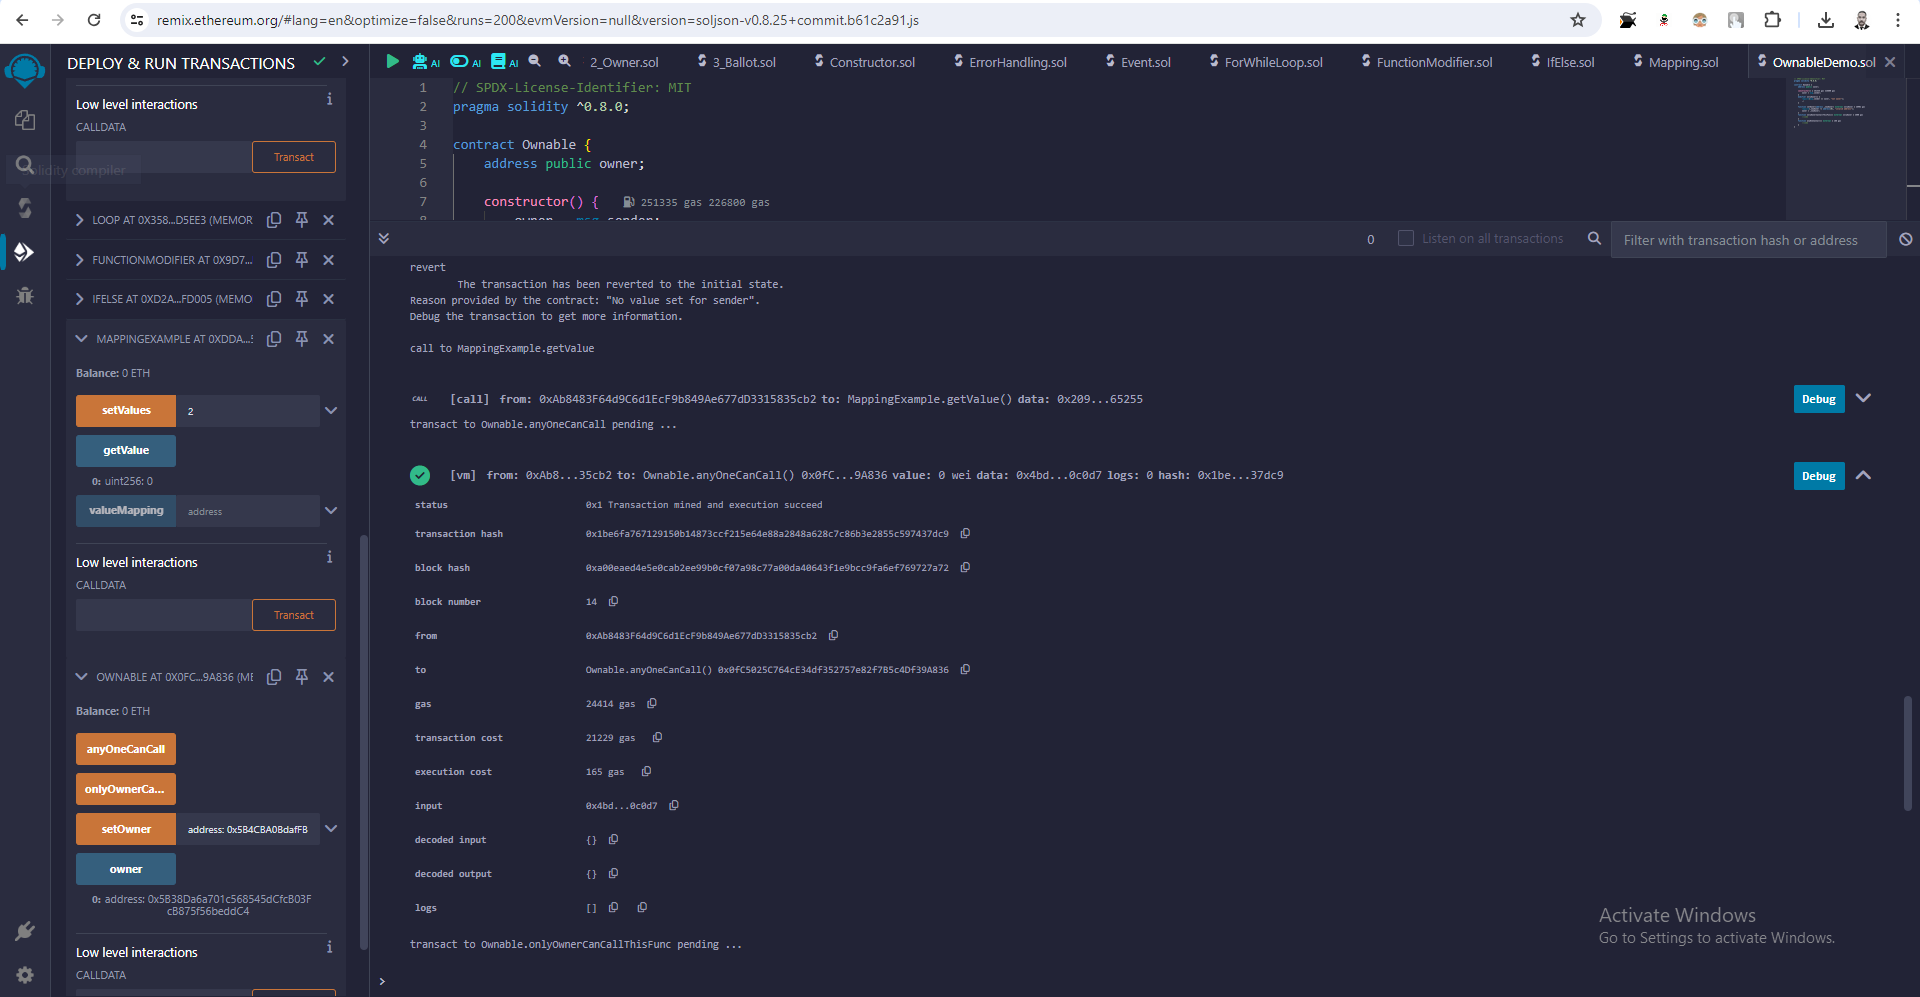 remix.ethereum.org/#lang=en&optimize=false&runs=200&evmVersion=null&version=soljson-v0.8.25+commit.b61c2a91.js
DEPLOY & RUN TRANSACTIONS
Low level interactions
CALLDATA
Transact
Solidity compiler
LOOP AT 0X358...D5EE3 (MEMOR
FUNCTIONMODIFIER AT 0X9D7...
IFELSE AT 0XD2A...FD005 (MEMO
MAPPINGEXAMPLE AT 0XDDA...5
Balance: 0 ETH
setValues 2
getValue
0: uint256: 0
valueMapping address
Low level interactions
CALLDATA
Transact
OWNABLE AT 0X0FC...9A836 (ME
Balance: 0 ETH
anyOneCanCall
onlyOwnerCa...
setOwner address: 0x5B4CBA0BdafFB
owner
0: address: 0x5B38Da6a701c568545dCfcB03F
cB875f56beddC4
Low level interactions
CALLDATA
AI AI AI 2_Owner.sol 3_Ballot.sol Constructor.sol ErrorHandling.sol Event.sol ForWhileLoop.sol FunctionModifier.sol IfElse.sol Mapping.sol OwnableDemo.sol
1 // SPDX-License-Identifier: MIT
2 pragma solidity ^0.8.0;
3
4 contract Ownable {
5 address public owner;
6
7 constructor() { 251335 gas 226800 gas
8 owner = msg.sender;
0 Listen on all transactions Filter with transaction hash or address
revert
The transaction has been reverted to the initial state.
Reason provided by the contract: "No value set for sender".
Debug the transaction to get more information.
call to MappingExample.getValue
CALL [call] from: 0xAb8483F64d9C6d1EcF9b849Ae677dD3315835cb2 to: MappingExample.getValue() data: 0x209...65255 Debug
transact to Ownable.anyOneCanCall pending ...
[vm] from: 0xAb8...35cb2 to: Ownable.anyOneCanCall() 0x0fC...9A836 value: 0 wei data: 0x4bd...0c0d7 logs: 0 hash: 0x1be...37dc9 Debug
status 0x1 Transaction mined and execution succeed
transaction hash 0x1be6fa767129150b14873ccf215e64e88a2848a628c7c86b3e2855c597437dc9
block hash 0xa00eaed4e5e0cab2ee99b0cf07a98c77a00da40643f1e9bcc9fa6ef769727a72
block number 14
from 0xAb8483F64d9C6d1EcF9b849Ae677dD3315835cb2
to Ownable.anyOneCanCall() 0x0fC5025C764cE34df352757e82f7B5c4Df39A836
gas 24414 gas
transaction cost 21229 gas
execution cost 165 gas
input 0x4bd...0c0d7
decoded input {}
decoded output {}
logs []
transact to Ownable.onlyOwnerCanCallThisFunc pending ...
>
Activate Windows
Go to Settings to activate Windows.